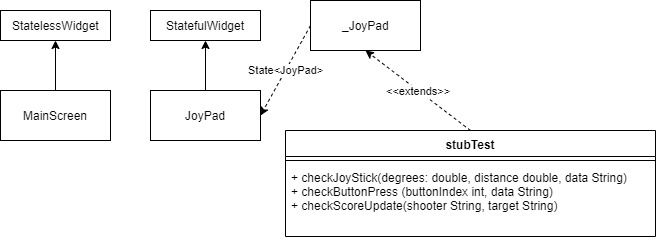 StatelessWidget
StatefulWidget
_JoyPad
State<JoyPad>
<<extends>>
MainScreen
JoyPad
stubTest
+ checkJoyStick(degrees: double, distance double, data String)
+ checkButtonPress (buttonIndex int, data String)
+ checkScoreUpdate(shooter String, target String)